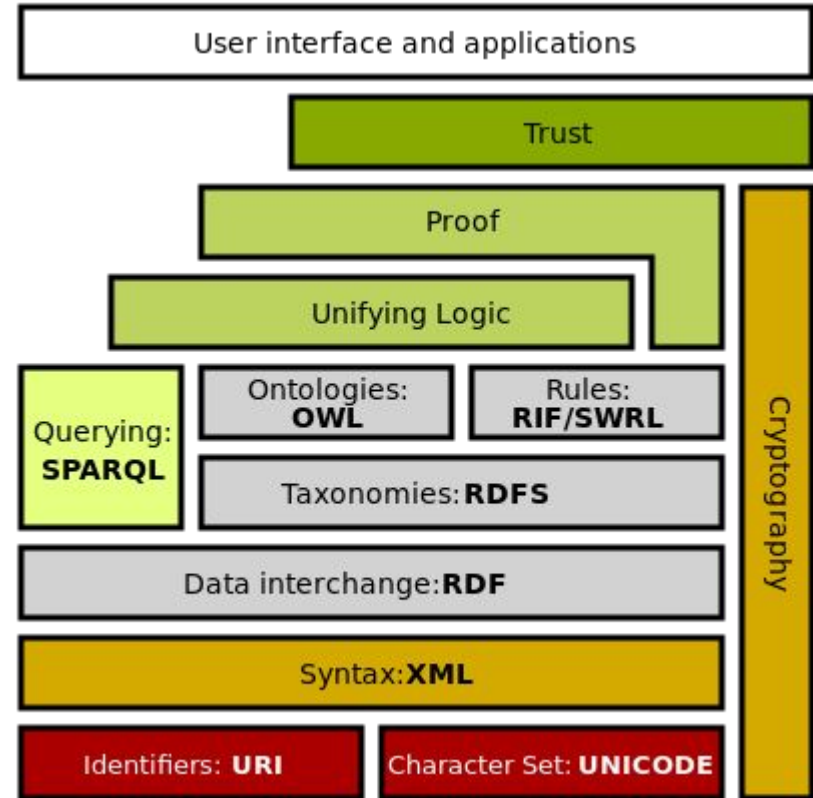 User interface and applications
Trust
Proof
Unifying Logic
Querying:
SPARQL
Ontologies:
OWL
Rules:
RIF/SWRL
Taxonomies:RDFS
Data interchange:RDF
Syntax:XML
Identifiers: URI
Character Set: UNICODE
Cryptography